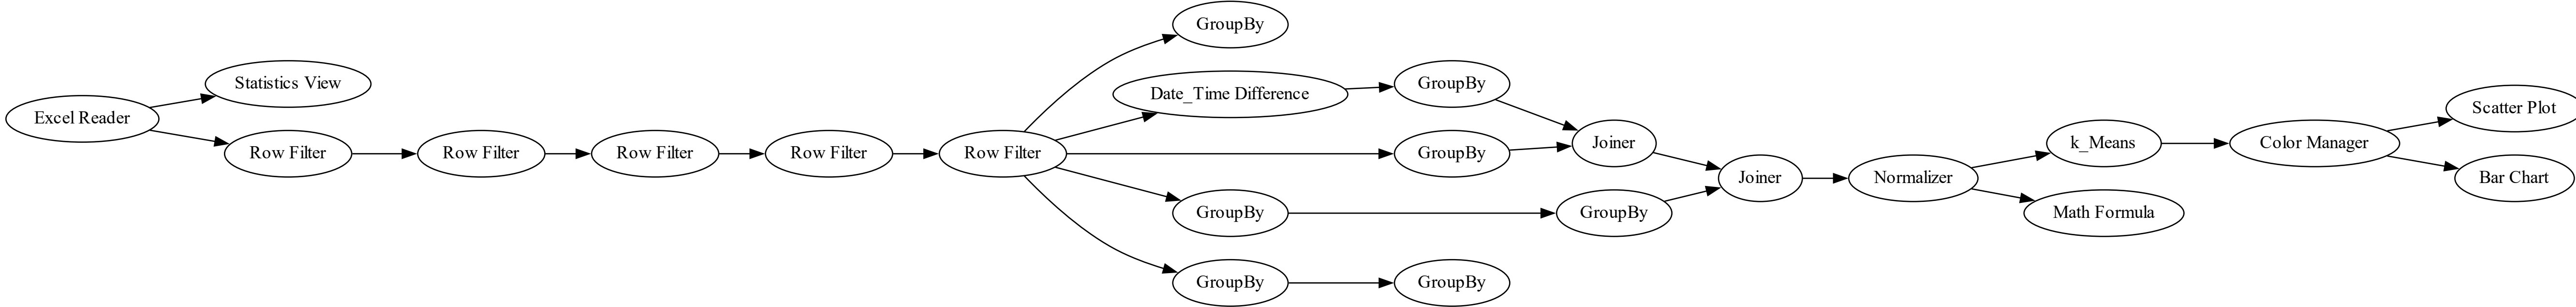 Excel Reader
Statistics View
Row Filter
Row Filter
Row Filter
Row Filter
Row Filter
GroupBy
Date_Time Difference
GroupBy
GroupBy
GroupBy
GroupBy
GroupBy
GroupBy
Joiner
Joiner
Normalizer
k_Means
Math Formula
Color Manager
Scatter Plot
Bar Chart